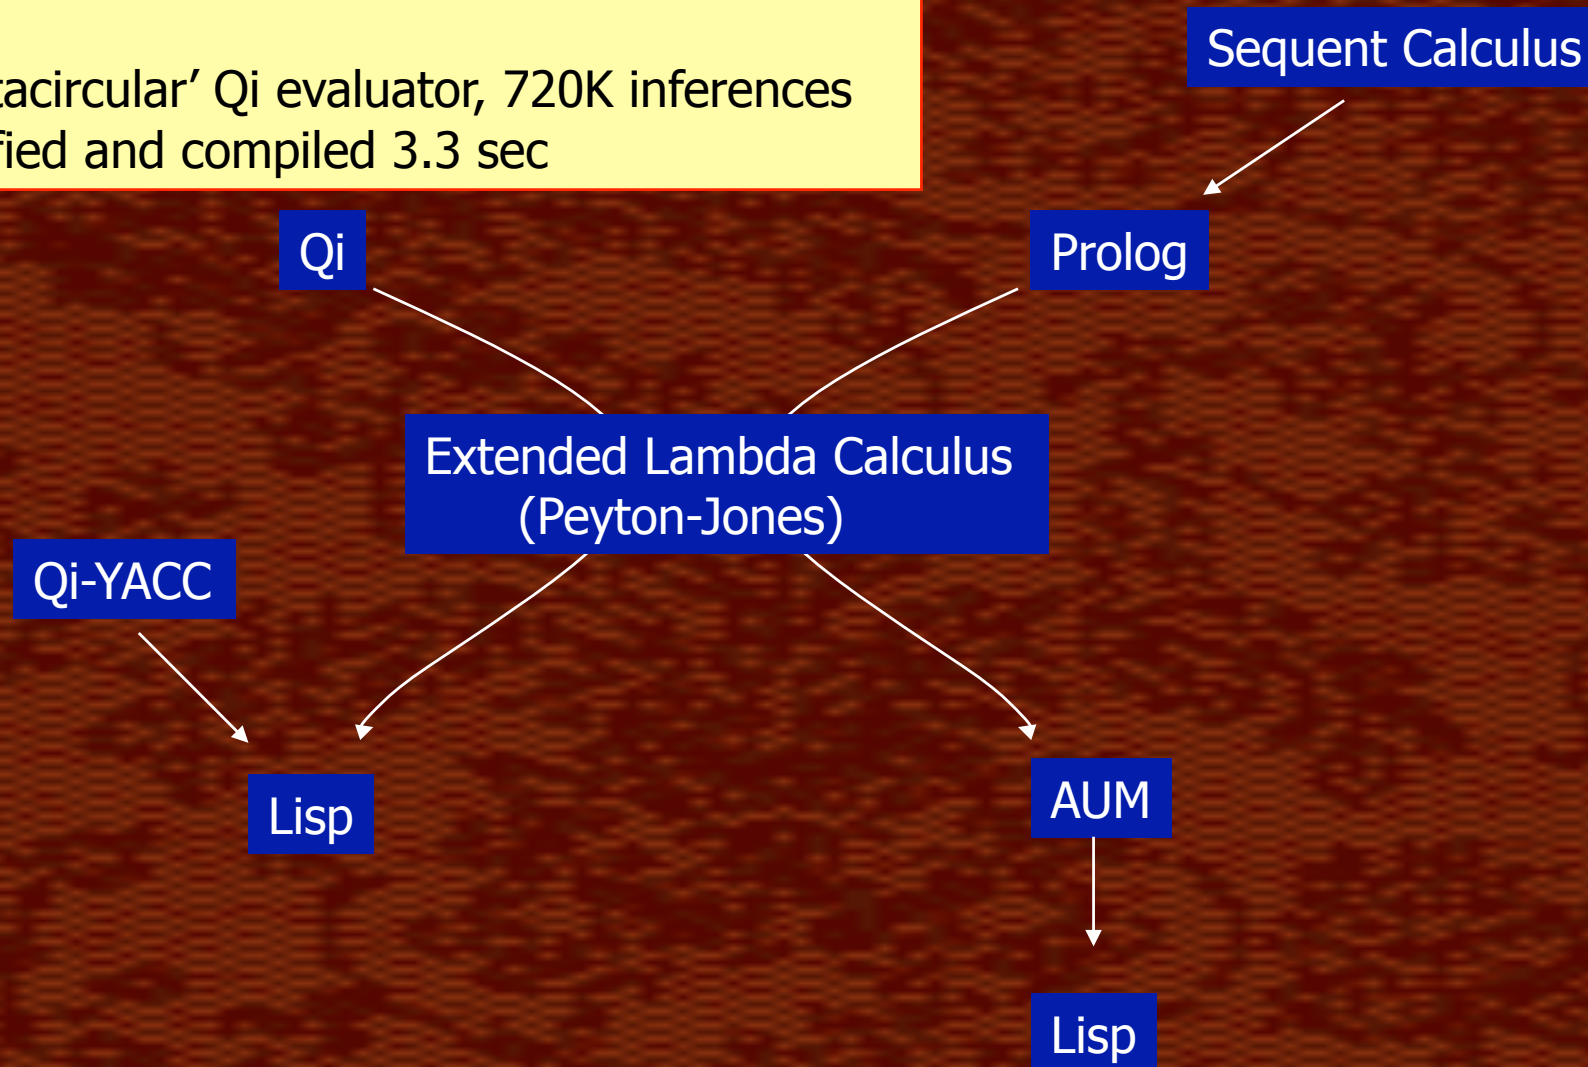 tacircular’ Qi evaluator, 720K inferences
fied and compiled 3.3 sec
Sequent Calculus
Qi
Prolog
Extended Lambda Calculus
(Peyton-Jones)
Qi-YACC
Lisp
AUM
Lisp